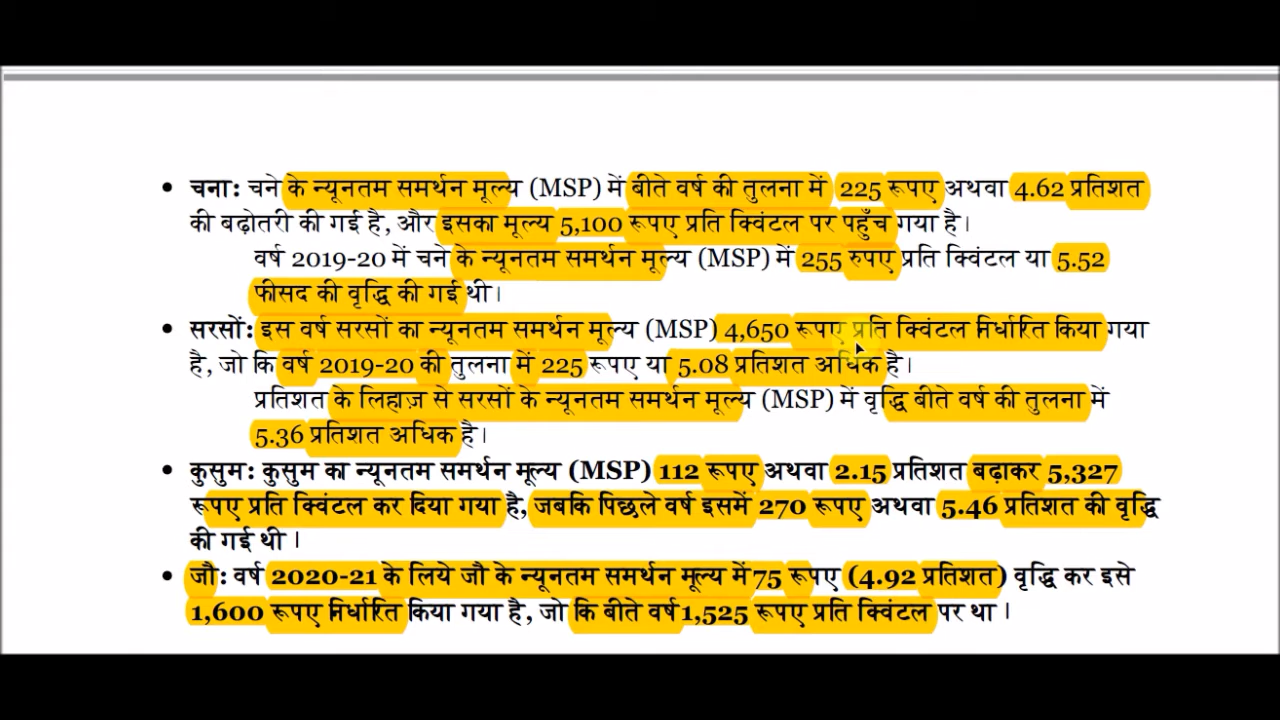 • चना: चने के न्यूनतम समर्थन मूल्य (MSP) में बीते वर्ष की तुलना में 225 रूपए अथवा 4.62 प्रतिशत
की बढ़ोतरी की गई है, और इसका मूल्य 5,100 रूपए प्रति क्विंटल पर पहुँच गया है।
वर्ष 2019-20 में चने के न्यूनतम समर्थन मूल्य (MSP) में 255 रुपए प्रति क्विंटल या 5.52
फीसद की वृद्धि की गई थी।
• सरसों: इस वर्ष सरसों का न्यूनतम समर्थन मूल्य (MSP) 4,650 रूपए प्रति क्विंटल निर्धारित किया गया
है, जो कि वर्ष 2019-20 की तुलना में 225 रूपए या 5.08 प्रतिशत अधिक है।
प्रतिशत के लिहाज़ से सरसों के न्यूनतम समर्थन मूल्य (MSP) में वृद्धि बीते वर्ष की तुलना में
5.36 प्रतिशत अधिक है।
• कुसुम: कुसुम का न्यूनतम समर्थन मूल्य (MSP) 112 रूपए अथवा 2.15 प्रतिशत बढ़ाकर 5,327
रूपए प्रति क्विंटल कर दिया गया है, जबकि पिछले वर्ष इसमें 270 रूपए अथवा 5.46 प्रतिशत की वृद्धि
की गई थी ।
• जौ: वर्ष 2020-21 के लिये जौ के न्यूनतम समर्थन मूल्य में 75 रूपए (4.92 प्रतिशत) वृद्धि कर इसे
1,600 रूपए निर्धारित किया गया है, जो कि बीते वर्ष 1,525 रूपए प्रति क्विंटल पर था ।